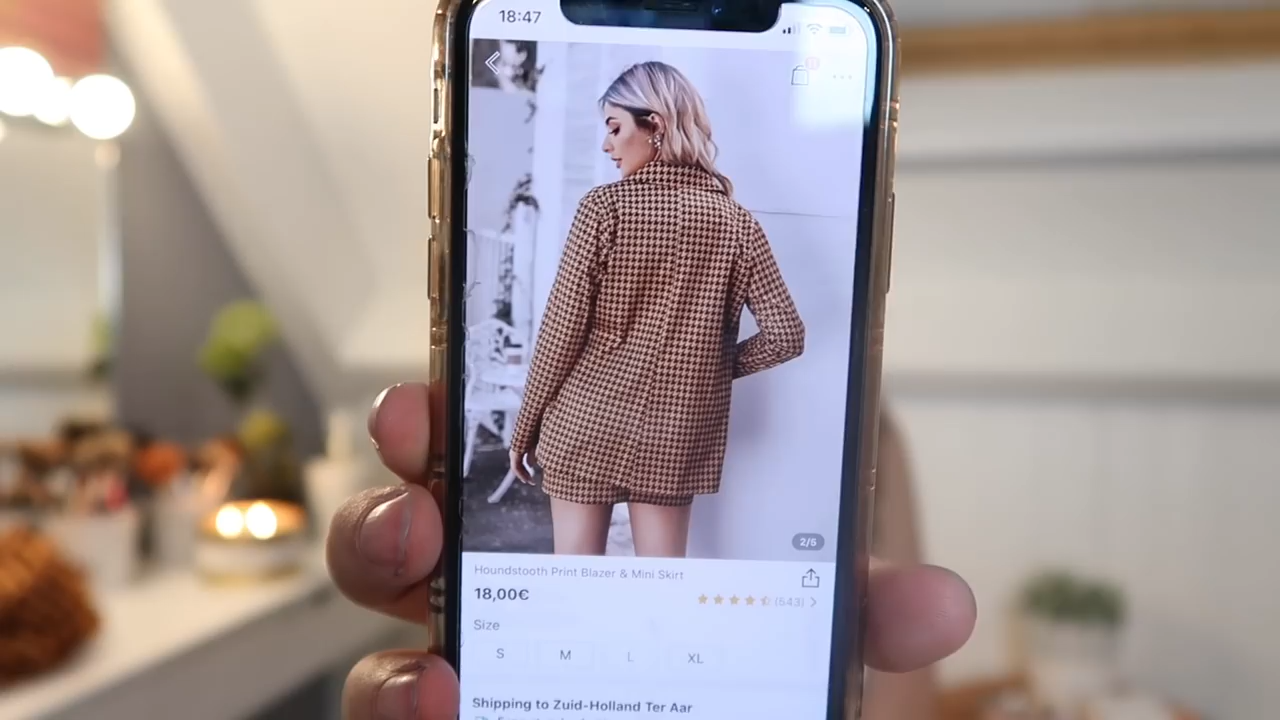 18:47
2/5
Houndstooth Print Blazer & Mini Skirt
18,00€
(543)
Size
S M L XL
Shipping to Zuid-Holland Ter Aar